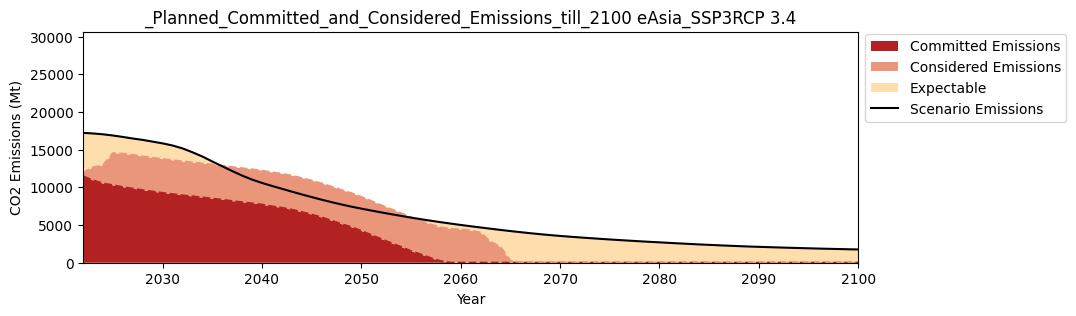 _Planned_Committed_and_Considered_Emissions_till_2100 eAsia_SSP3RCP 3.4
30000
25000
20000
15000
10000
5000
0
CO2 Emissions (Mt)
2030
2040
2050
2060
2070
2080
2090
2100
Year
Committed Emissions
Considered Emissions
Expectable
Scenario Emissions